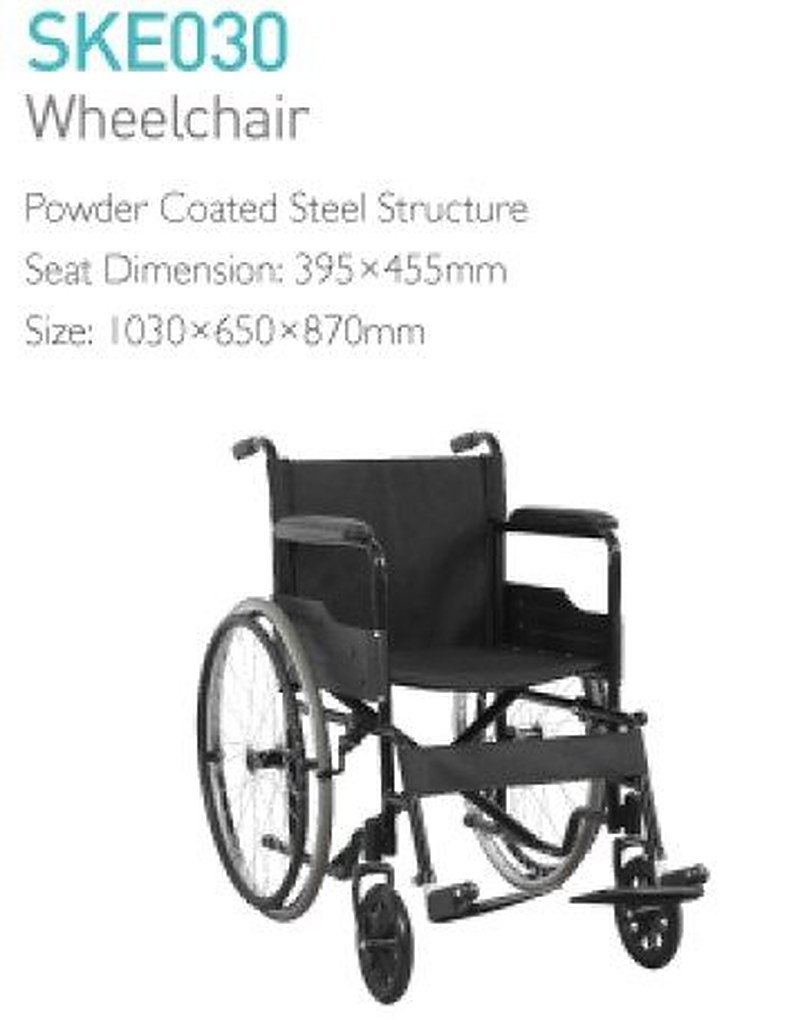 SKE030
Wheelchair
Powder Coated Steel Structure
Seat Dimension: 395×455mm
Size: 1030×650×870mm